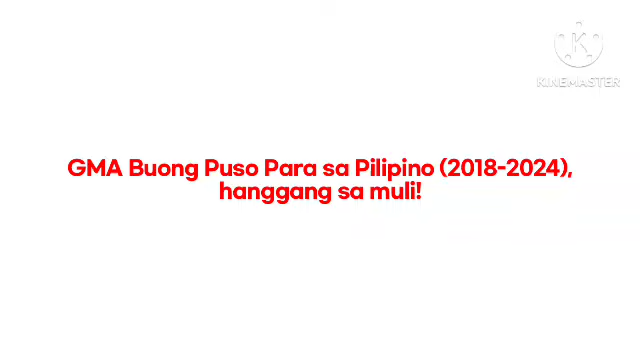 KINEMASTER
GMA Buong Puso Para sa Pilipino (2018-2024),
hanggang sa muli!